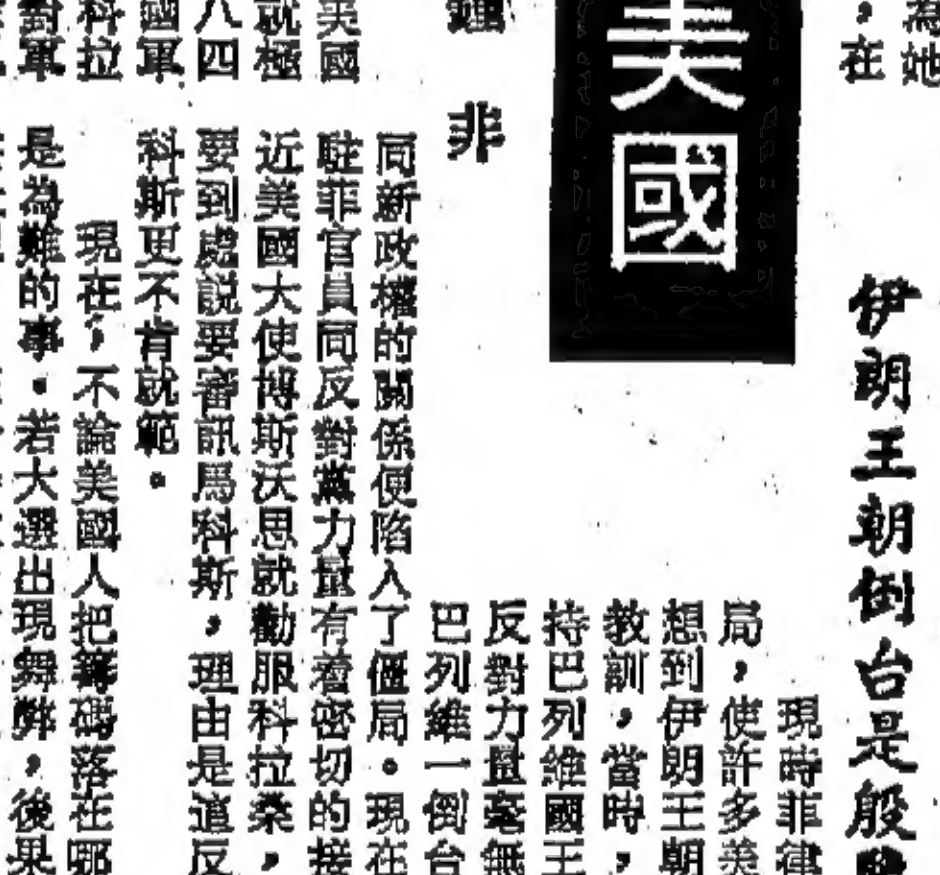 為她
，在
伊朗王朝倒台是殷
美國
現時菲律
局，使許多美
想到伊朗王朝
教訓，當時，
持巴列維國王
反對力量毫無
巴列維一倒台
非
同新政權的關係便陷入了僵局。現在
駐菲官員同反對黨力量有着密切的接
近美國大使博斯沃思就勸服科拉桑，
要到處説要審訊馬科斯，理由是這反
科斯更不肯就範。
現在，不論美國人把籌碼落在哪
是為難的事。若大選出現舞弊，後果
美國
就極
八四
國軍
科拉
對軍